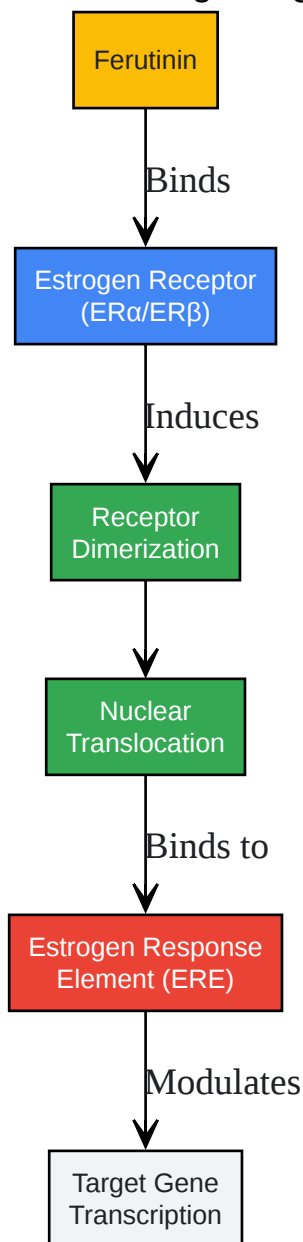 Ferutinin
Binds
Estrogen Receptor
(ERα/ERβ)
Induces
Receptor
Dimerization
Nuclear
Translocation
Binds to
Estrogen Response
Element (ERE)
Modulates
Target Gene
Transcription